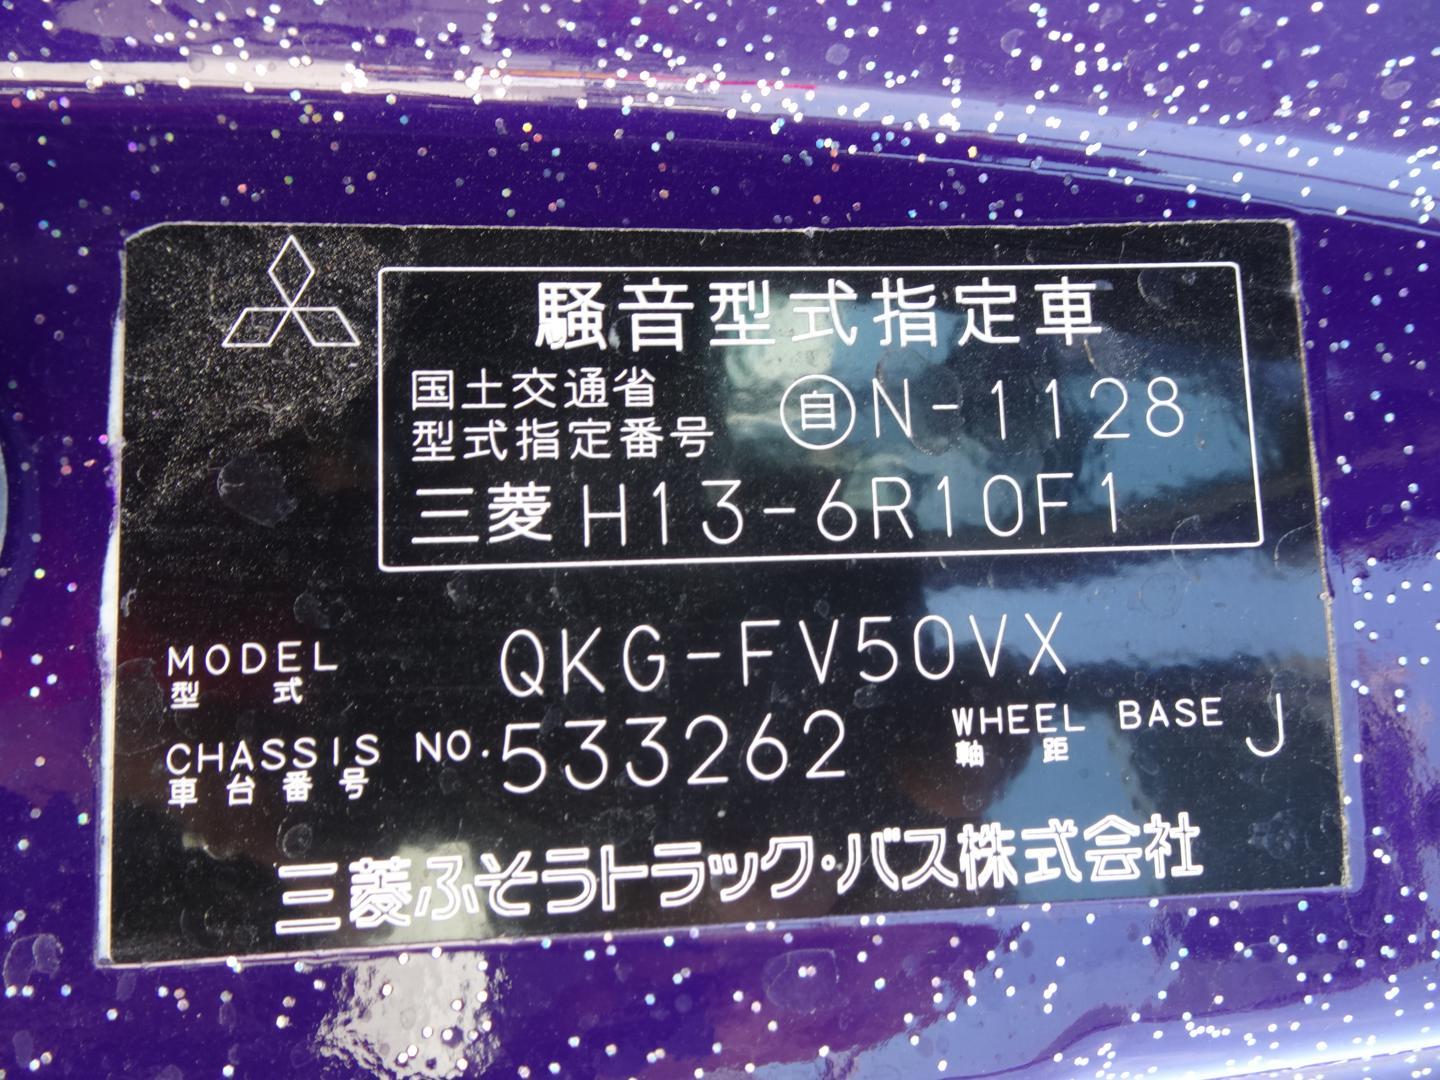 騒音型式指定車
国土交通省
型式指定番号 自 N-1128
三菱 H13-6R10F1
MODEL QKG-FV50VX
型式
CHASSIS NO. 533262 WHEEL BASE J
車台番号 軸距
三菱ふそうトラック・バス株式会社